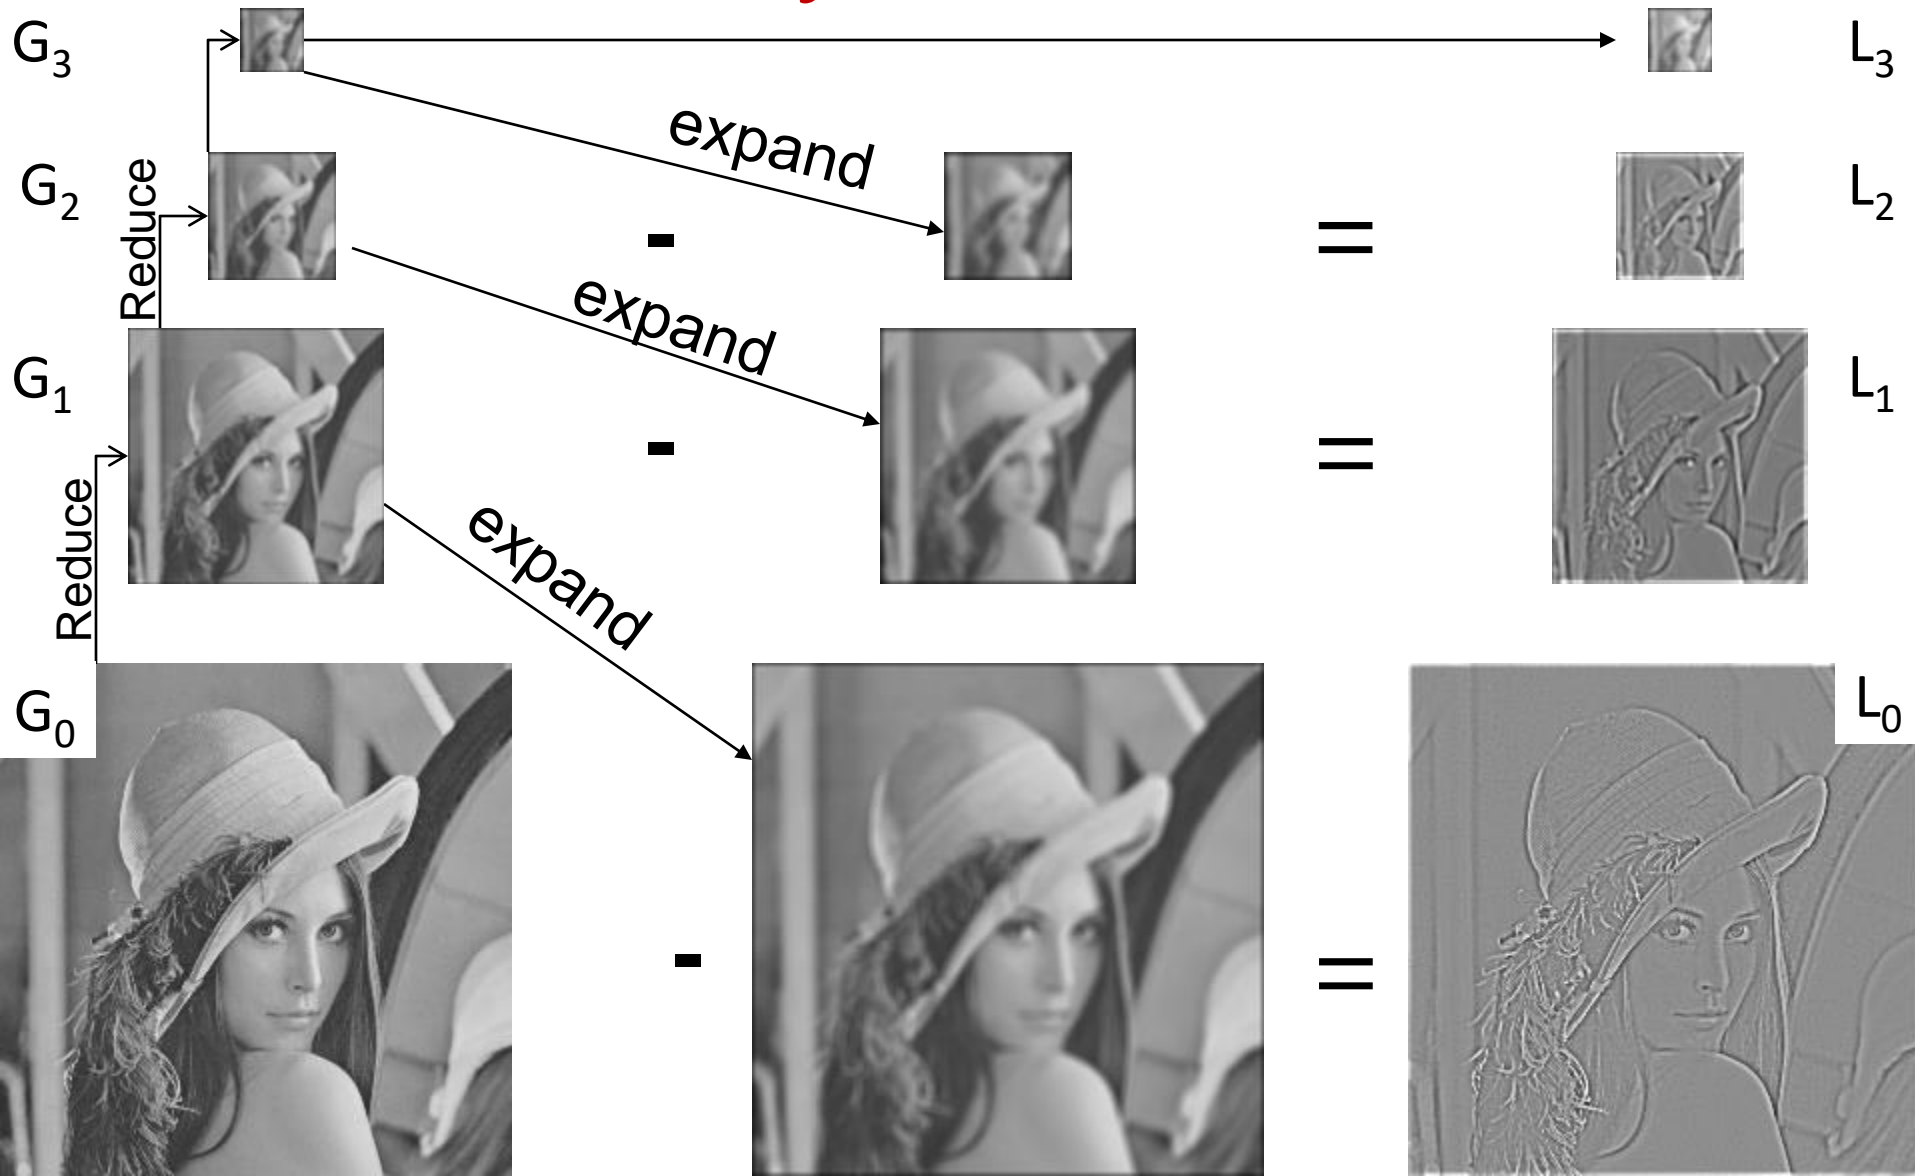 G3
L3
expand
G2
Reduce
-
=
L2
expand
G1
-
=
L1
Reduce
expand
G0
L0
-
=